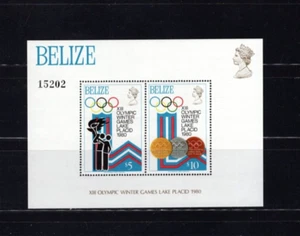 BELIZE
15202
BELIZE
XIII
OLYMPIC
WINTER
GAMES LAKE
PLACID
1980
$5
BELIZE
XIII
OLYMPIC
WINTER
GAMES LAKE
PLACID
1980
$10
XIII OLYMPIC WINTER GAMES LAKE PLACID 1980